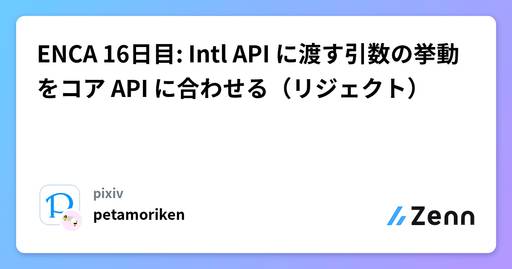 ENCA 16日目: Intl API に渡す引数の挙動
をコア API に合わせる（リジェクト）
pixiv
petamoriken
Zenn